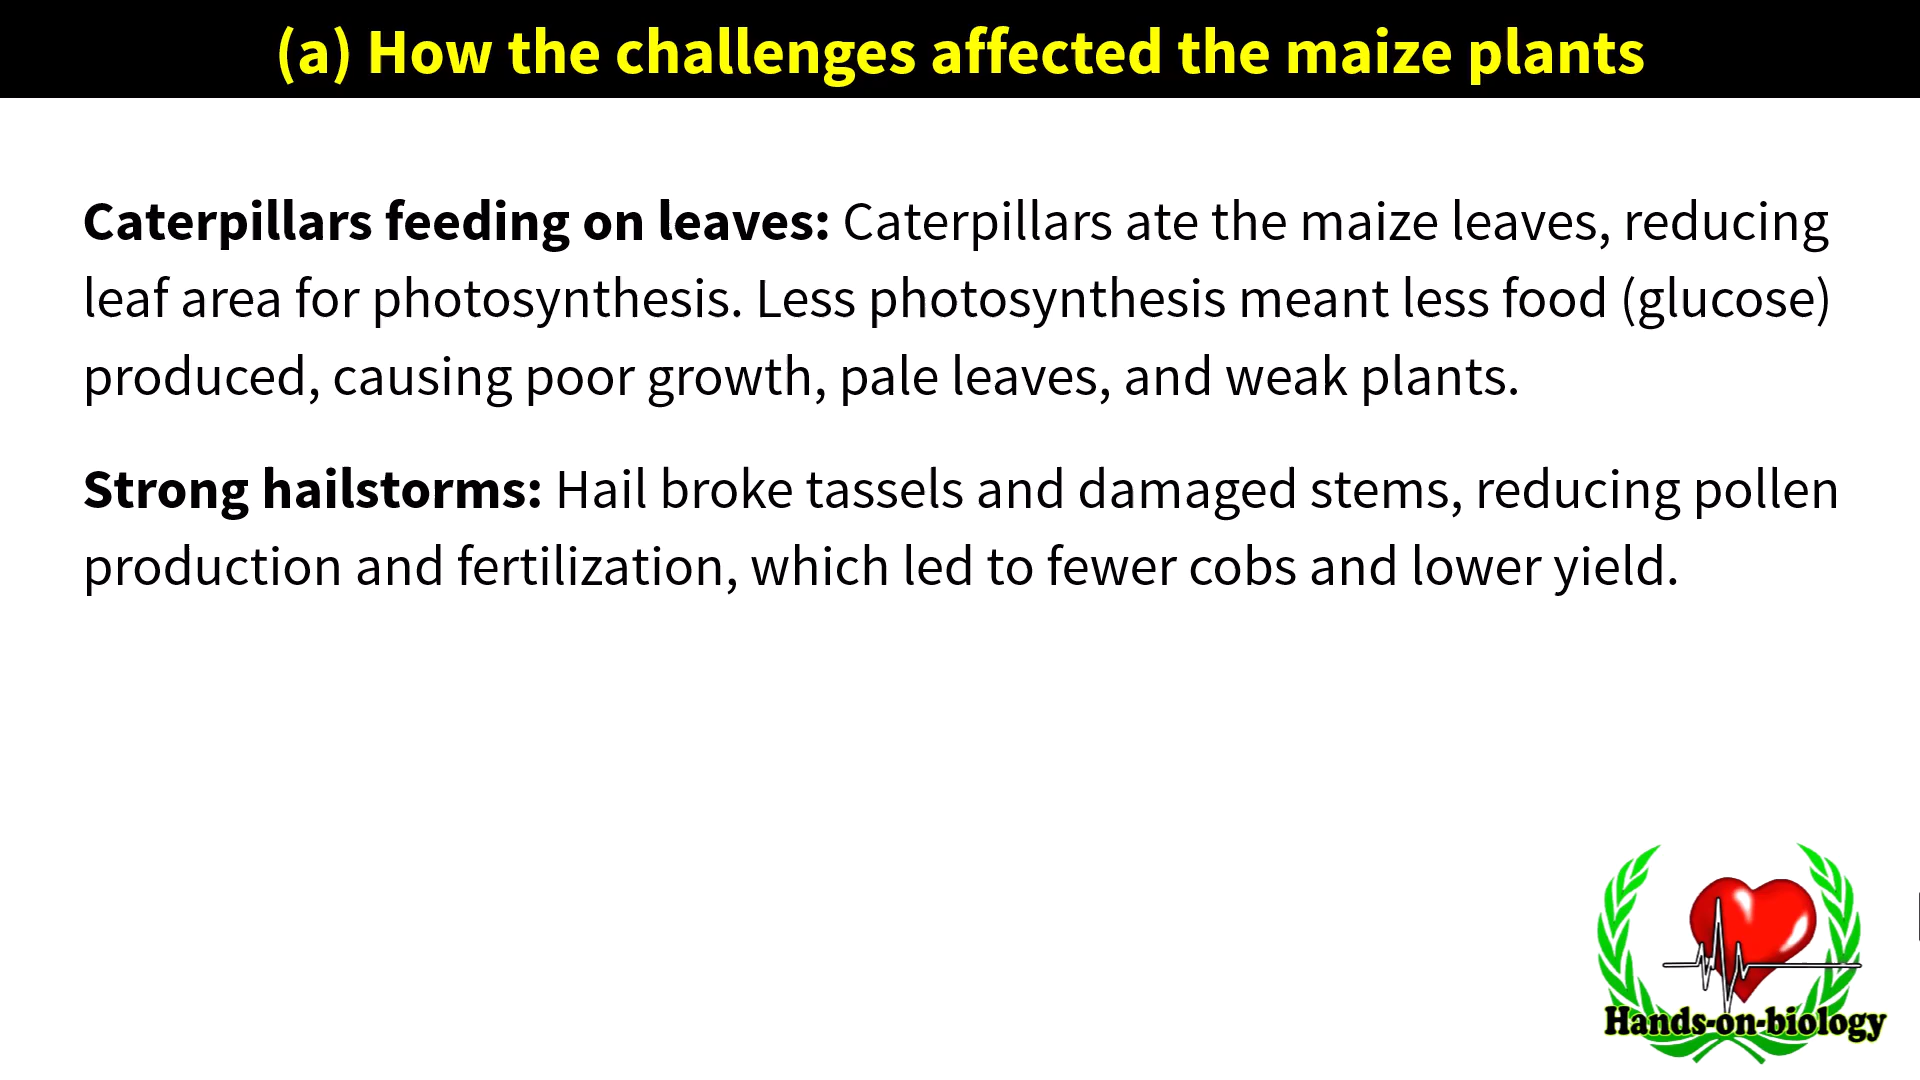 (a) How the challenges affected the maize plants
Caterpillars feeding on leaves: Caterpillars ate the maize leaves, reducing
leaf area for photosynthesis. Less photosynthesis meant less food (glucose)
produced, causing poor growth, pale leaves, and weak plants.
Strong hailstorms: Hail broke tassels and damaged stems, reducing pollen
production and fertilization, which led to fewer cobs and lower yield.
Hands-on-biology